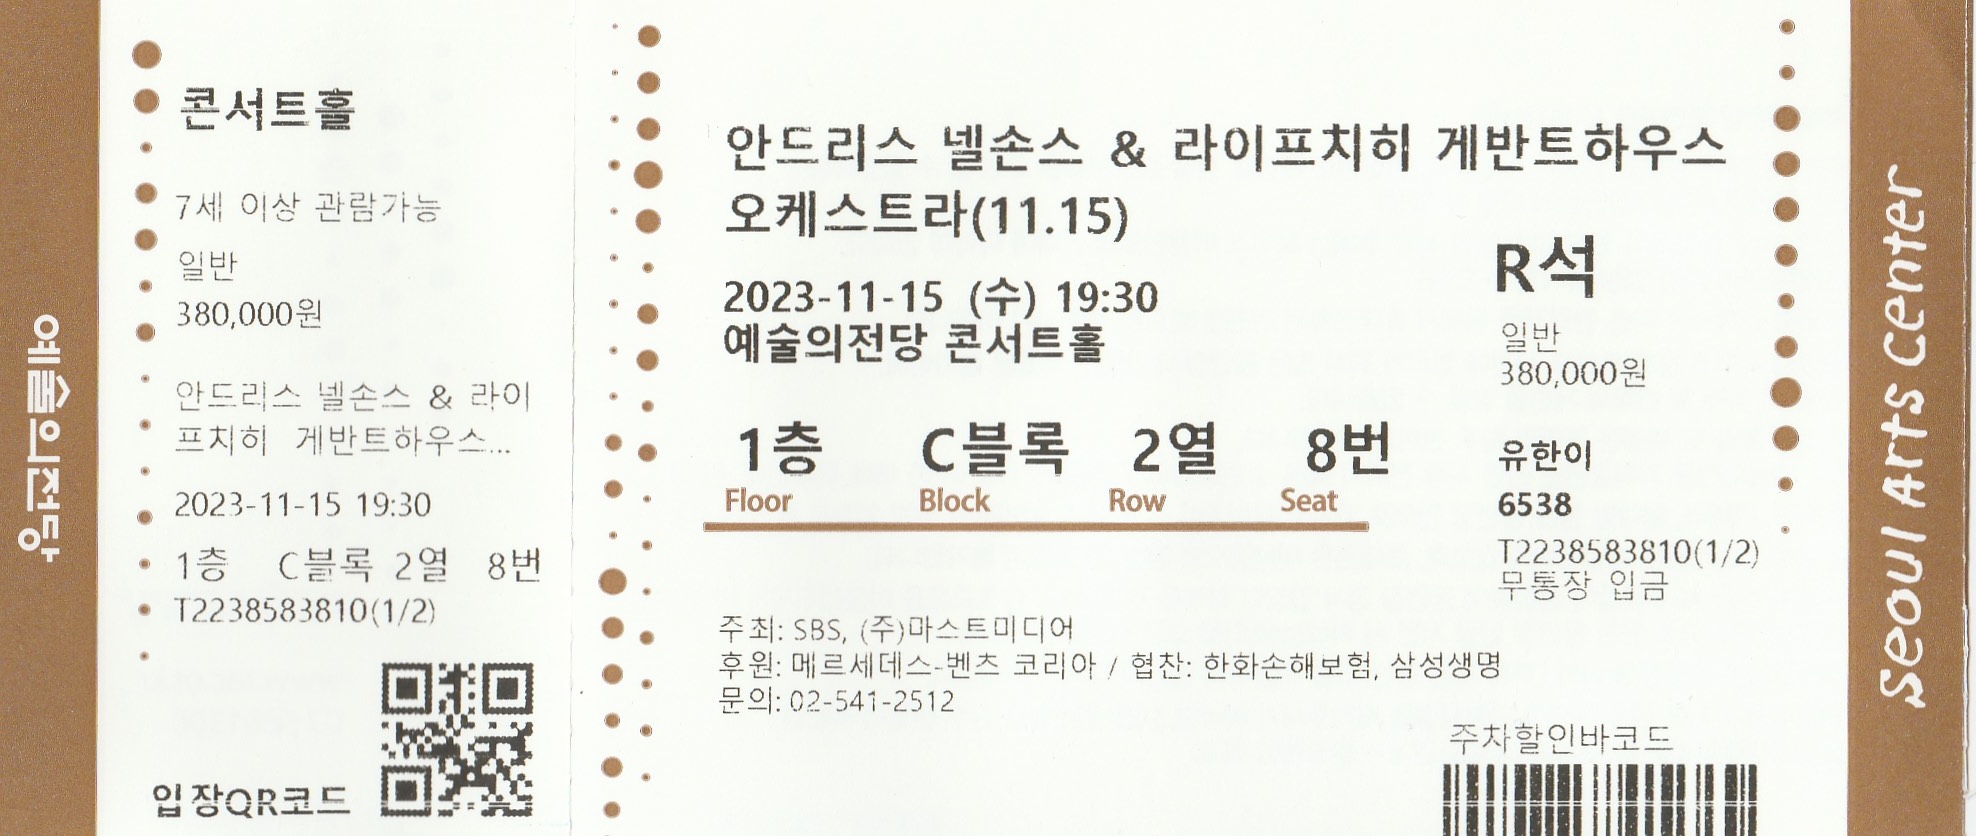 예술의전당
콘서트홀
7세 이상 관람가능
일반
380,000원
안드리스 넬손스 & 라이
프치히 게반트하우스...
2023-11-15 19:30
1층 C블록 2열 8번
T2238583810(1/2)
입장QR코드
안드리스 넬손스 & 라이프치히 게반트하우스
오케스트라(11.15)
2023-11-15 (수) 19:30
예술의전당 콘서트홀
1층 C블록 2열 8번
Floor Block Row Seat
주최: SBS, (주)마스트미디어
후원: 메르세데스-벤츠 코리아 / 협찬: 한화손해보험, 삼성생명
문의: 02-541-2512
R석
일반
380,000원
유한이
6538
T2238583810(1/2)
무통장 입금
주차할인바코드
Seoul Arts Center